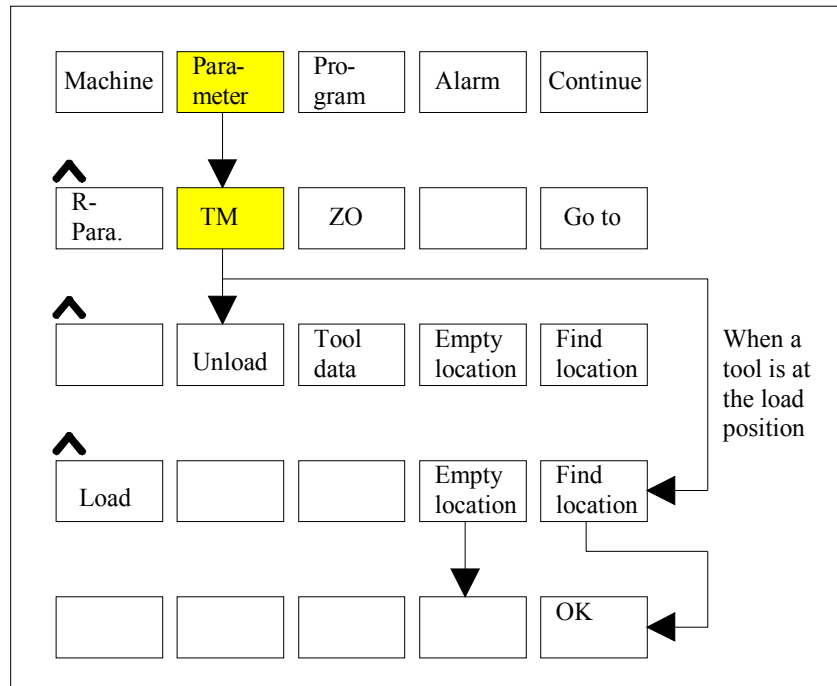 Machine
Para-
meter
Pro-
gram
Alarm
Continue
R-
Para.
TM
ZO
Go to
Unload
Tool
data
Empty
location
Find
location
When a
tool is at
the load
position
Load
Empty
location
Find
location
OK